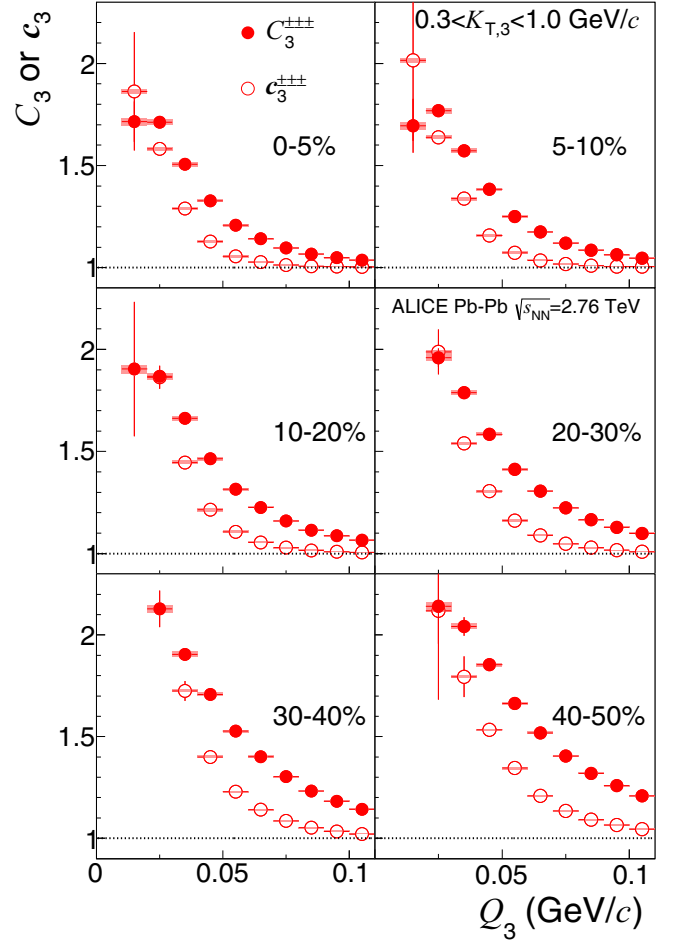 C₃ or c₃
C₃^±±±
c₃^±±±
0.3<K_T,3<1.0 GeV/c
0-5%
5-10%
2
1.5
1
ALICE Pb-Pb √s_NN=2.76 TeV
10-20%
20-30%
2
1.5
1
30-40%
40-50%
2
1.5
1
0 0.05 0.1 0.05 0.1
Q₃ (GeV/c)